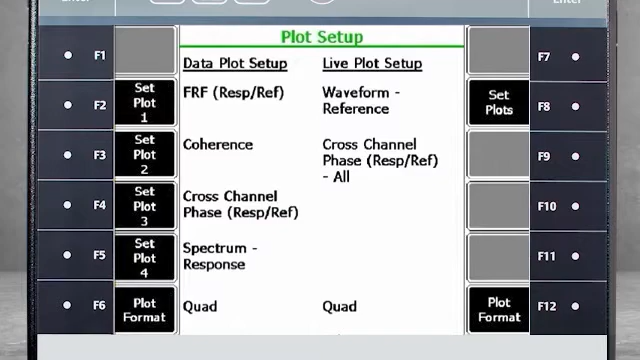 Enter
Enter
Plot Setup
F1
Data Plot Setup
Live Plot Setup
F7
F2
Set
Plot
1
FRF (Resp/Ref)
Waveform -
Reference
Set
Plots
F8
F3
Set
Plot
2
Coherence
Cross Channel
Phase (Resp/Ref)
- All
F9
F4
Set
Plot
3
Cross Channel
Phase (Resp/Ref)
F10
F5
Set
Plot
4
Spectrum -
Response
F11
F6
Plot
Format
Quad
Quad
Plot
Format
F12